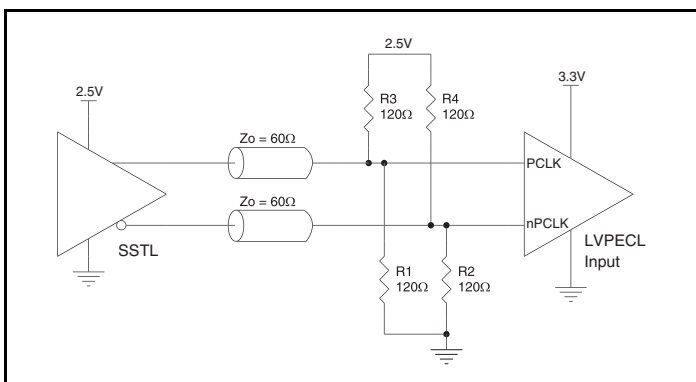 2.5V
2.5V
3.3V
R3
120Ω
R4
120Ω
Zo = 60Ω
PCLK
Zo = 60Ω
nPCLK
SSTL
LVPECL
Input
R1
120Ω
R2
120Ω